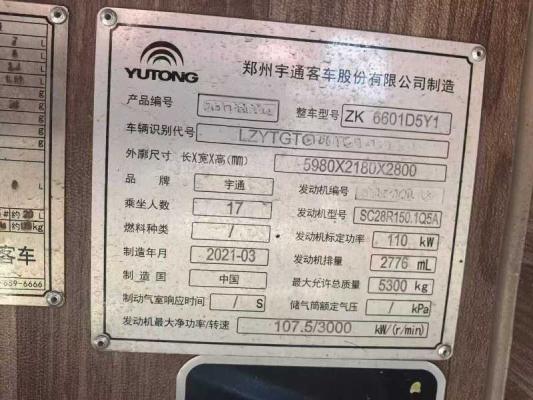 YUTONG
郑州宇通客车股份有限公司制造
产品编号
整车型号 ZK 6601D5Y1
车辆识别代号 LZYTGT
外廓尺寸 长X宽X高(mm) 5980X2180X2800
品牌 宇通 发动机编号
乘坐人数 17 发动机型号 SC28R150.1Q5A
燃料种类 / 发动机标定功率 110 kW
制造年月 2021-03 发动机排量 2776 mL
制造国 中国 最大允许总质量 5300 kg
制动气室响应时间 / S 储气筒额定气压 / kPa
发动机最大净功率/转速 107.5/3000 kW/(r/min)
客车
-659-6666